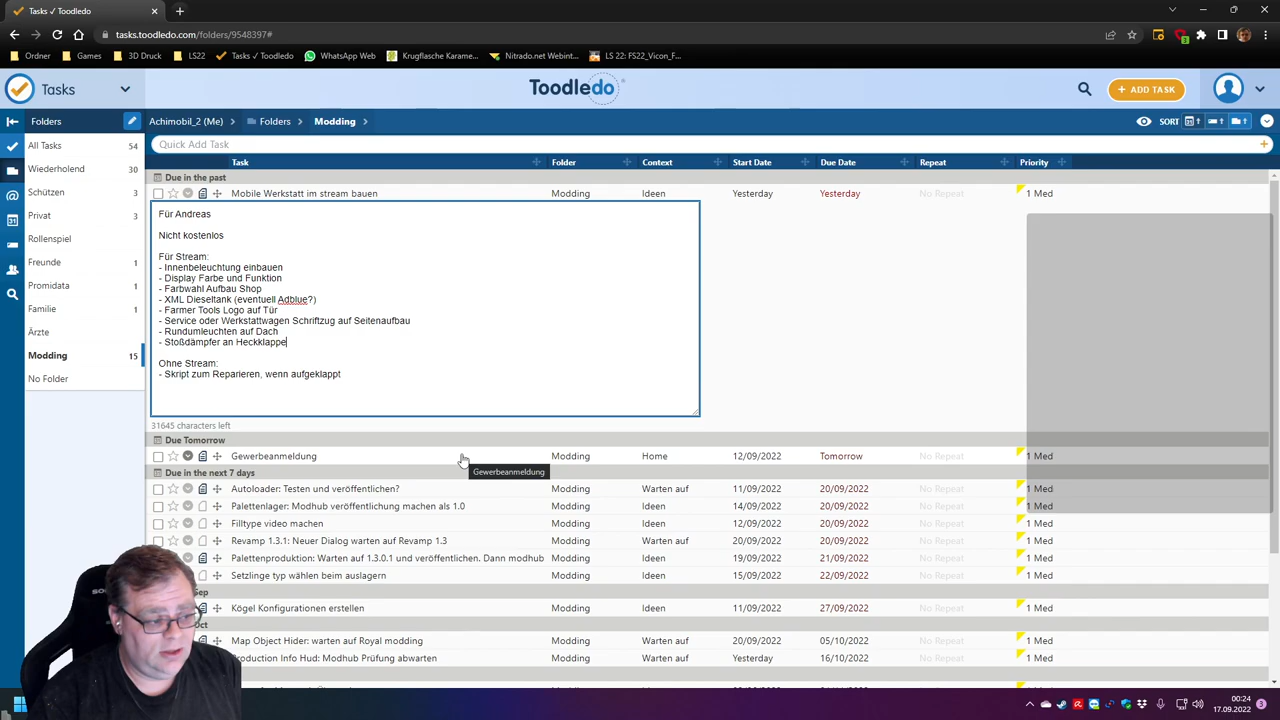 Tasks ✓ Toodledo
tasks.toodledo.com/folders/9548397#
Ordner Games 3D Druck LS22 Tasks ✓ Toodledo WhatsApp Web Krugflasche Karame... Nitrado.net Webint... LS 22: FS22_Vicon_F...
Tasks Toodledo + ADD TASK
Folders Achimobil_2 (Me) Folders Modding SORT
All Tasks 54
Wiederholend 30
Schützen 3
Privat 3
Rollenspiel
Freunde 1
Promidata 1
Familie 1
Ärzte
Modding 15
No Folder
Quick Add Task
Task Folder Context Start Date Due Date Repeat Priority
Due in the past
Mobile Werkstatt im stream bauen Modding Ideen Yesterday Yesterday No Repeat 1 Med
Für Andreas
Nicht kostenlos
Für Stream:
- Innenbeleuchtung einbauen
- Display Farbe und Funktion
- Farbwahl Aufbau Shop
- XML Dieseltank (eventuell Adblue?)
- Farmer Tools Logo auf Tür
- Service oder Werkstattwagen Schriftzug auf Seitenaufbau
- Rundumleuchten auf Dach
- Stoßdämpfer an Heckklappe
Ohne Stream:
- Skript zum Reparieren, wenn aufgeklappt
31645 characters left
Due Tomorrow
Gewerbeanmeldung Modding Home 12/09/2022 Tomorrow No Repeat 1 Med
Gewerbeanmeldung
Due in the next 7 days
Autoloader: Testen und veröffentlichen? Modding Warten auf 11/09/2022 20/09/2022 No Repeat 1 Med
Palettenlager: Modhub veröffentlichung machen als 1.0 Modding Ideen 14/09/2022 20/09/2022 No Repeat 1 Med
Filltype video machen Modding Ideen 12/09/2022 20/09/2022 No Repeat 1 Med
Revamp 1.3.1: Neuer Dialog warten auf Revamp 1.3 Modding Warten auf 20/09/2022 20/09/2022 No Repeat 1 Med
Palettenproduktion: Warten auf 1.3.0.1 und veröffentlichen. Dann modhub Modding Ideen 19/09/2022 21/09/2022 No Repeat 1 Med
Setzlinge typ wählen beim auslagern Modding Ideen 15/09/2022 22/09/2022 No Repeat 1 Med
Sep
Kögel Konfigurationen erstellen Modding Ideen 11/09/2022 27/09/2022 No Repeat 1 Med
Oct
Map Object Hider: warten auf Royal modding Modding Warten auf 20/09/2022 05/10/2022 No Repeat 1 Med
Production Info Hud: Modhub Prüfung abwarten Modding Warten auf Yesterday 16/10/2022 No Repeat 1 Med
00:24
17.09.2022